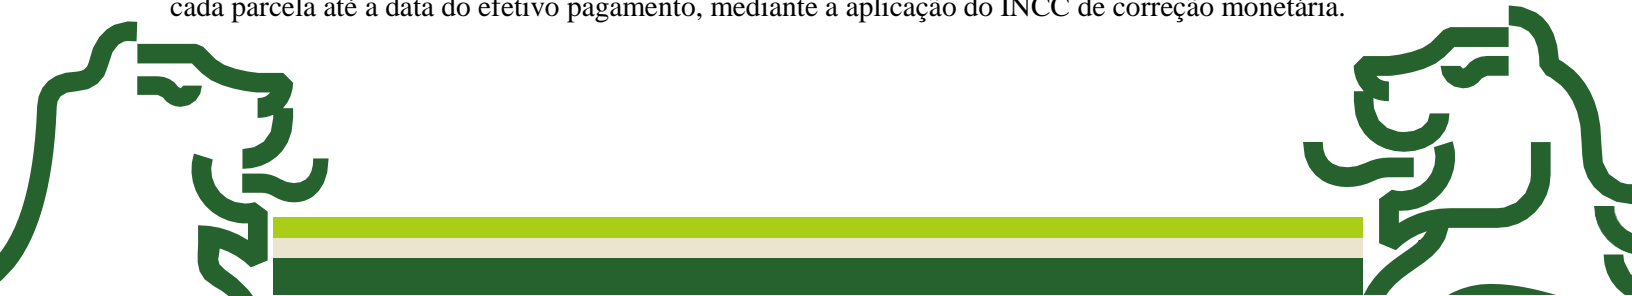 cada parcela até a data do efetivo pagamento, mediante a aplicação do INCC de correção monetária.